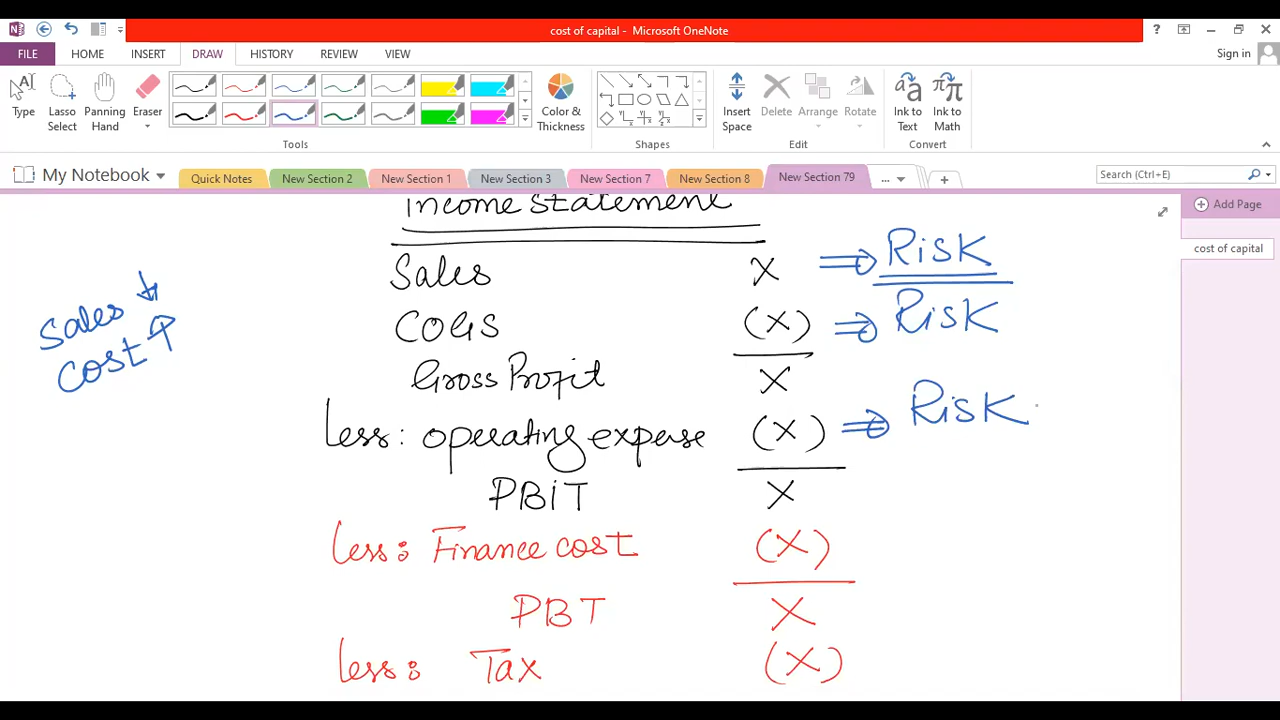 cost of capital - Microsoft OneNote
?
FILE HOME INSERT DRAW HISTORY REVIEW VIEW
Sign in
Type
Lasso Select
Panning Hand
Eraser
Color & Thickness
Insert Space
Delete
Arrange
Rotate
Ink to Text
Ink to Math
Tools
Shapes
Edit
Convert
My Notebook
Quick Notes
New Section 2
New Section 1
New Section 3
New Section 7
New Section 8
New Section 79
...
Search (Ctrl+E)
Add Page
cost of capital
Income Statement
Sales X ⇒ Risk
COGS (X) ⇒ Risk
Gross Profit X
less: operating expense (X) ⇒ Risk
PBIT X
less: Finance cost (X)
PBT X
less: Tax (X)
Sales ↓
cost ↑